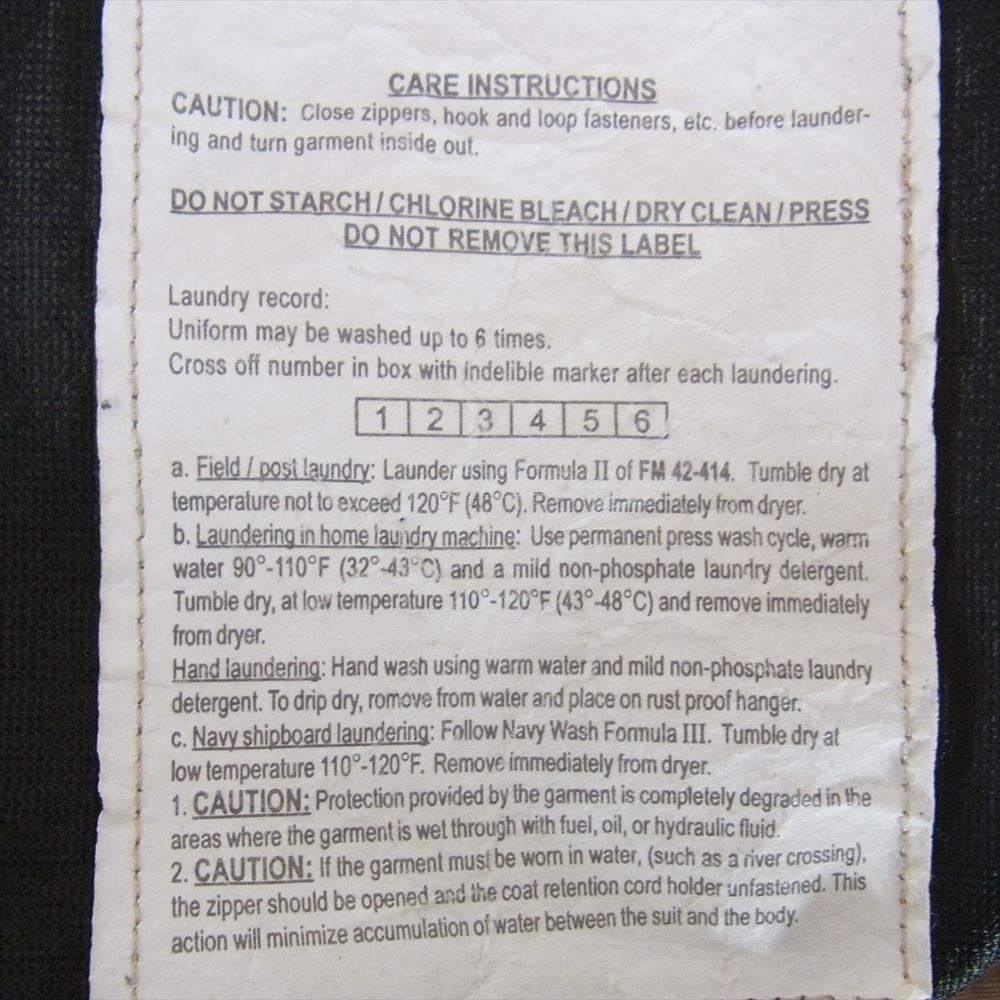 CARE INSTRUCTIONS
CAUTION: Close zippers, hook and loop fasteners, etc. before launder-
ing and turn garment inside out.
DO NOT STARCH / CHLORINE BLEACH / DRY CLEAN / PRESS
DO NOT REMOVE THIS LABEL
Laundry record:
Uniform may be washed up to 6 times.
Cross off number in box with indelible marker after each laundering.
1 2 3 4 5 6
a. Field / post laundry: Launder using Formula II of FM 42-414. Tumble dry at
temperature not to exceed 120°F (48°C). Remove immediately from dryer.
b. Laundering in home laundry machine: Use permanent press wash cycle, warm
water 90°-110°F (32°-43°C) and a mild non-phosphate laundry detergent.
Tumble dry, at low temperature 110°-120°F (43°-48°C) and remove immediately
from dryer.
Hand laundering: Hand wash using warm water and mild non-phosphate laundry
detergent. To drip dry, remove from water and place on rust proof hanger.
c. Navy shipboard laundering: Follow Navy Wash Formula III. Tumble dry at
low temperature 110°-120°F. Remove immediately from dryer.
1. CAUTION: Protection provided by the garment is completely degraded in the
areas where the garment is wet through with fuel, oil, or hydraulic fluid.
2. CAUTION: If the garment must be worn in water, (such as a river crossing),
the zipper should be opened and the coat retention cord holder unfastened. This
action will minimize accumulation of water between the suit and the body.